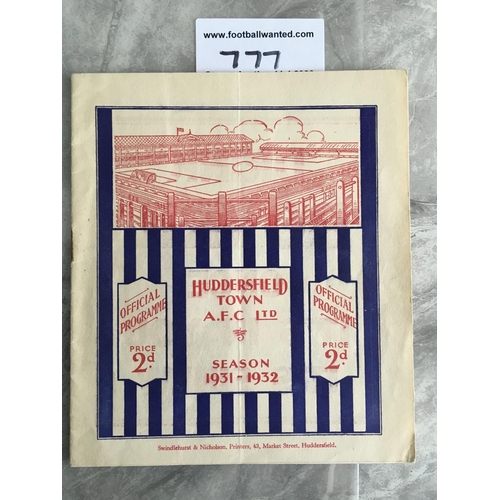 www.footballwanted.com
777
HUDDERSFIELD
TOWN
A.F.C LTD
SEASON
1931-1932
OFFICIAL
PROGRAMME
PRICE
2d.
OFFICIAL
PROGRAMME
PRICE
2d.
Swindlehurst & Nicholson, Printers, 43, Market Street, Huddersfield.